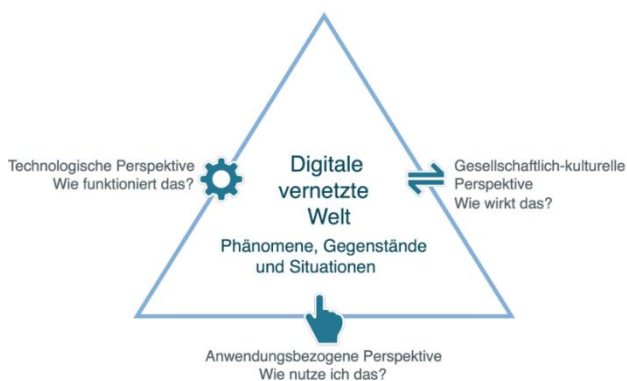 Technologische Perspektive
Wie funktioniert das?
Digitale
vernetzte
Welt
Phänomene, Gegenstände
und Situationen
Gesellschaftlich-kulturelle
Perspektive
Wie wirkt das?
Anwendungsbezogene Perspektive
Wie nutze ich das?